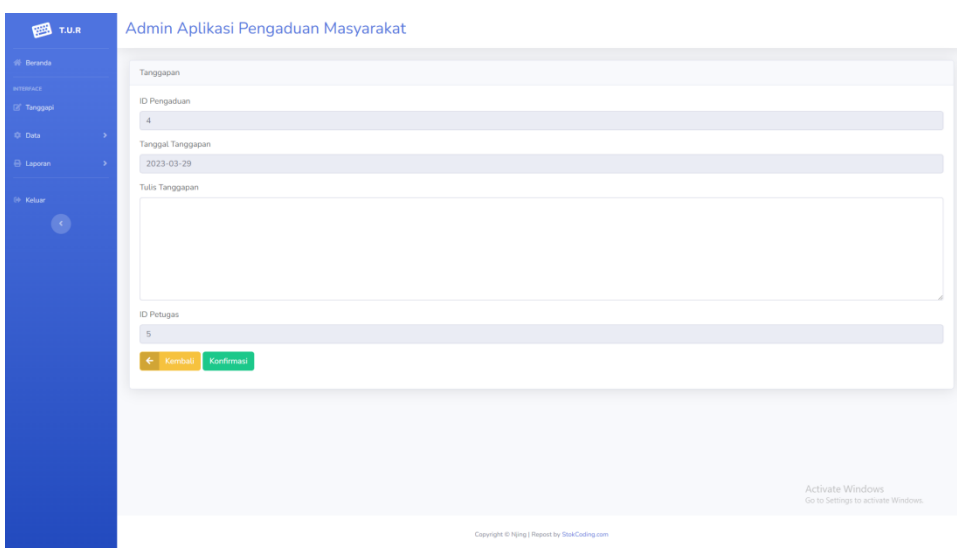 T.U.R
Admin Aplikasi Pengaduan Masyarakat
Beranda
INTERFACE
Tanggapi
Data
Laporan
Keluar
Tanggapan
ID Pengaduan
4
Tanggal Tanggapan
2023-03-29
Tulis Tanggapan
ID Petugas
5
Kembali
Konfirmasi
Activate Windows
Go to Settings to activate Windows.
Copyright © Njing | Repost by StokCoding.com